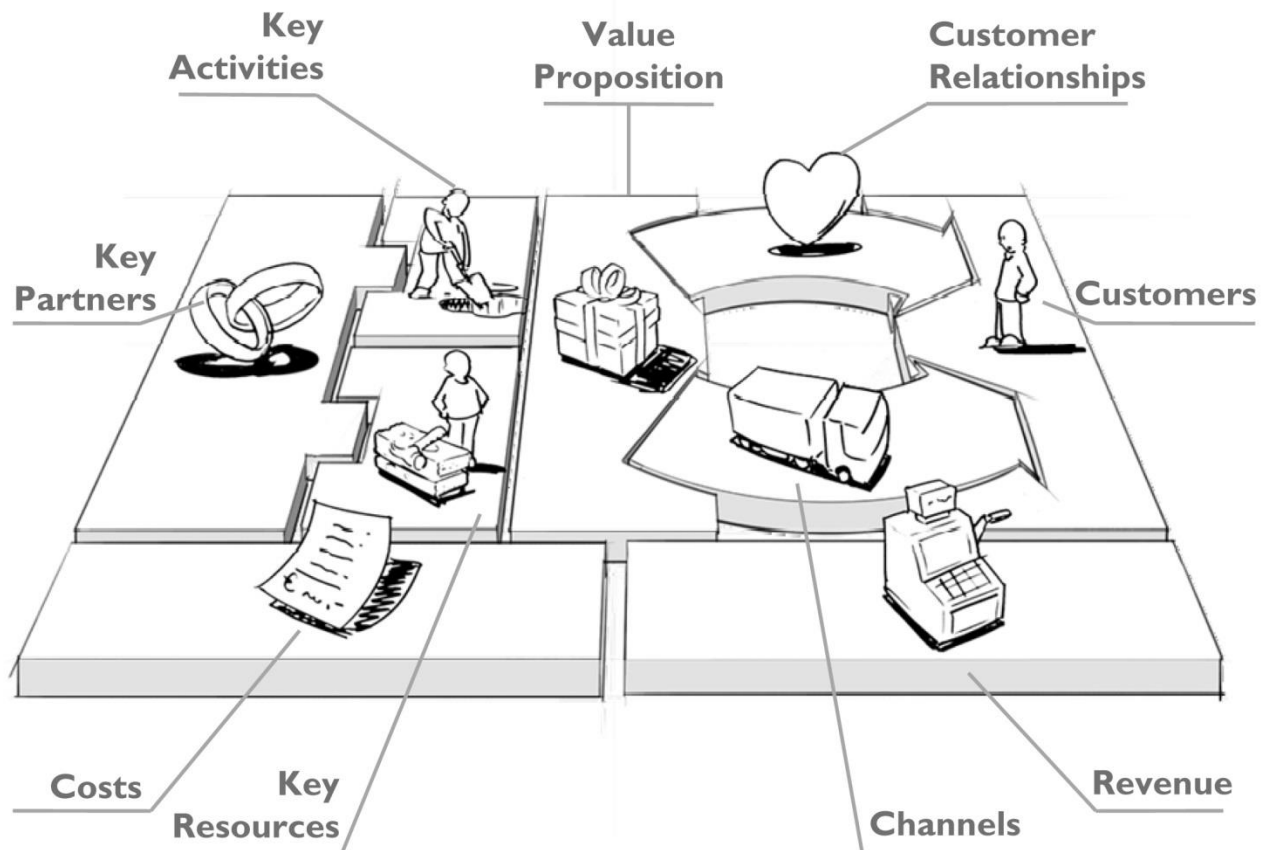 Key
Activities
Value
Proposition
Customer
Relationships
Key
Partners
Customers
Costs
Key
Resources
Channels
Revenue